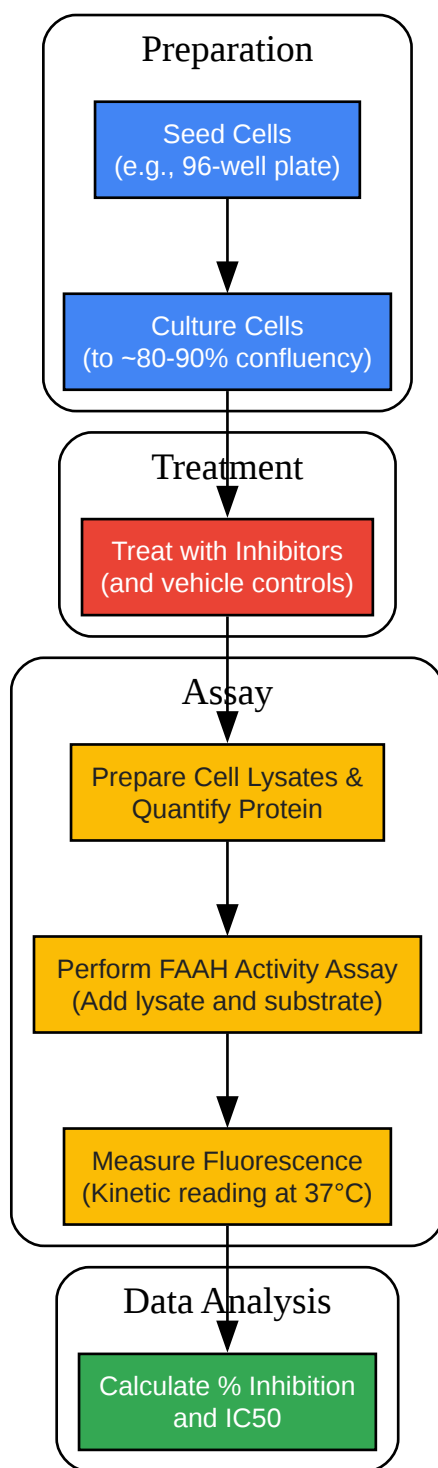 Preparation
Seed Cells
(e.g., 96-well plate)
Culture Cells
(to ~80-90% confluency)
Treatment
Treat with Inhibitors
(and vehicle controls)
Assay
Prepare Cell Lysates &
Quantify Protein
Perform FAAH Activity Assay
(Add lysate and substrate)
Measure Fluorescence
(Kinetic reading at 37°C)
Data Analysis
Calculate % Inhibition
and IC50